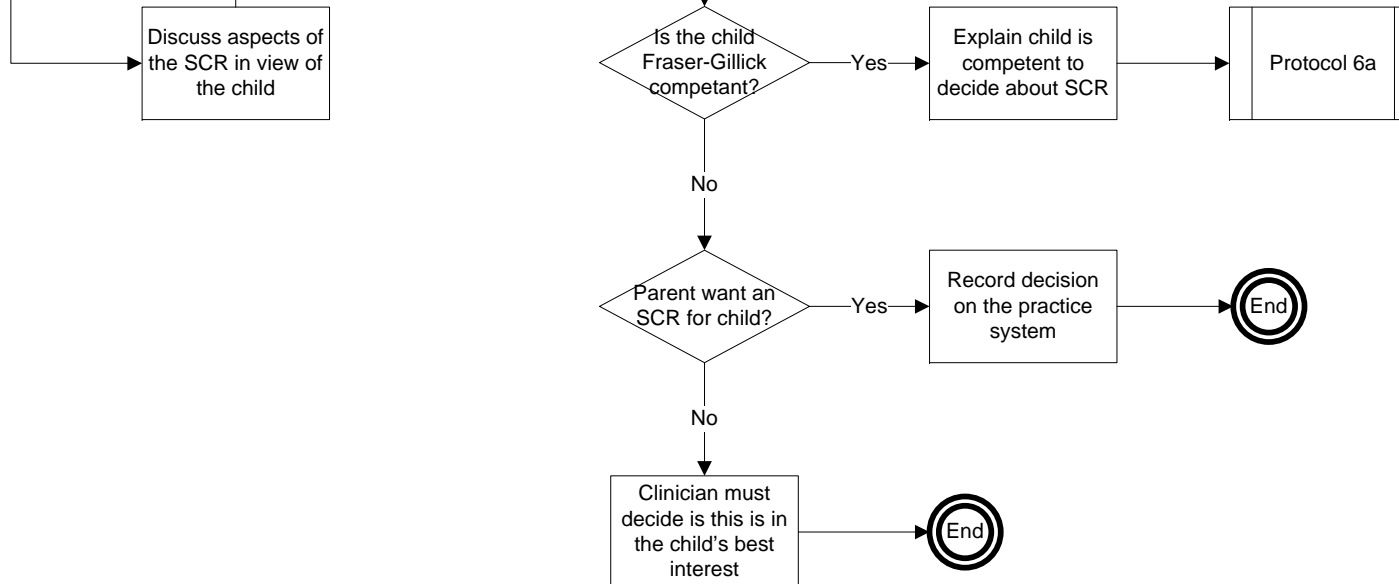 Discuss aspects of
the SCR in view of
the child
Is the child
Fraser-Gillick
competant?
Yes
Explain child is
competent to
decide about SCR
Protocol 6a
No
Parent want an
SCR for child?
Yes
Record decision
on the practice
system
End
No
Clinician must
decide is this is in
the child's best
interest
End